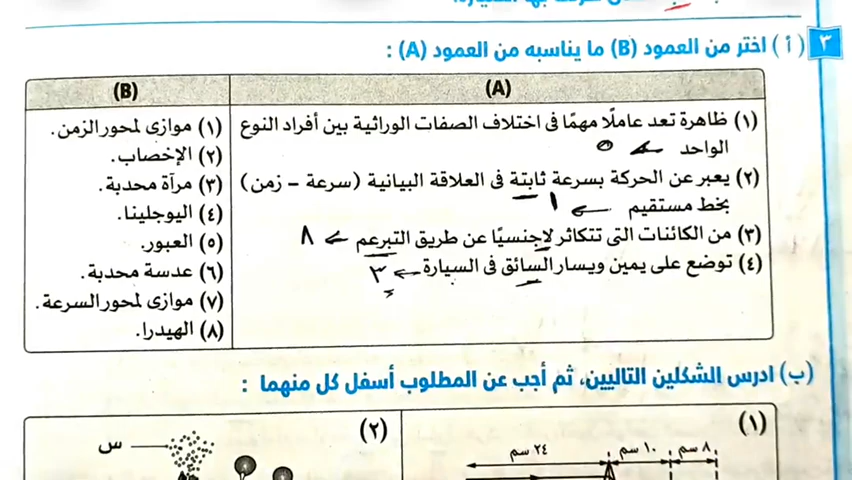 ٣ ( أ ) اختر من العمود (B) ما يناسبه من العمود (A) :
(A)
(١) ظاهرة تعد عاملًا مهمًا فى اختلاف الصفات الوراثية بين أفراد النوع
الواحد ← ٥
(٢) يعبر عن الحركة بسرعة ثابتة فى العلاقة البيانية (سرعة – زمن)
بخط مستقيم ← ١
(٣) من الكائنات التى تتكاثر لاجنسيًا عن طريق التبرعم ← ٨
(٤) توضع على يمين ويسار السائق فى السيارة ← ٣
(B)
(١) موازى لمحور الزمن.
(٢) الإخصاب.
(٣) مرآة محدبة.
(٤) اليوجلينا.
(٥) العبور.
(٦) عدسة محدبة.
(٧) موازى لمحور السرعة.
(٨) الهيدرا.
(ب) ادرس الشكلين التاليين، ثم أجب عن المطلوب أسفل كل منهما :
(١)
٨ سم
١٠ سم
٢٤ سم
(٢)
س